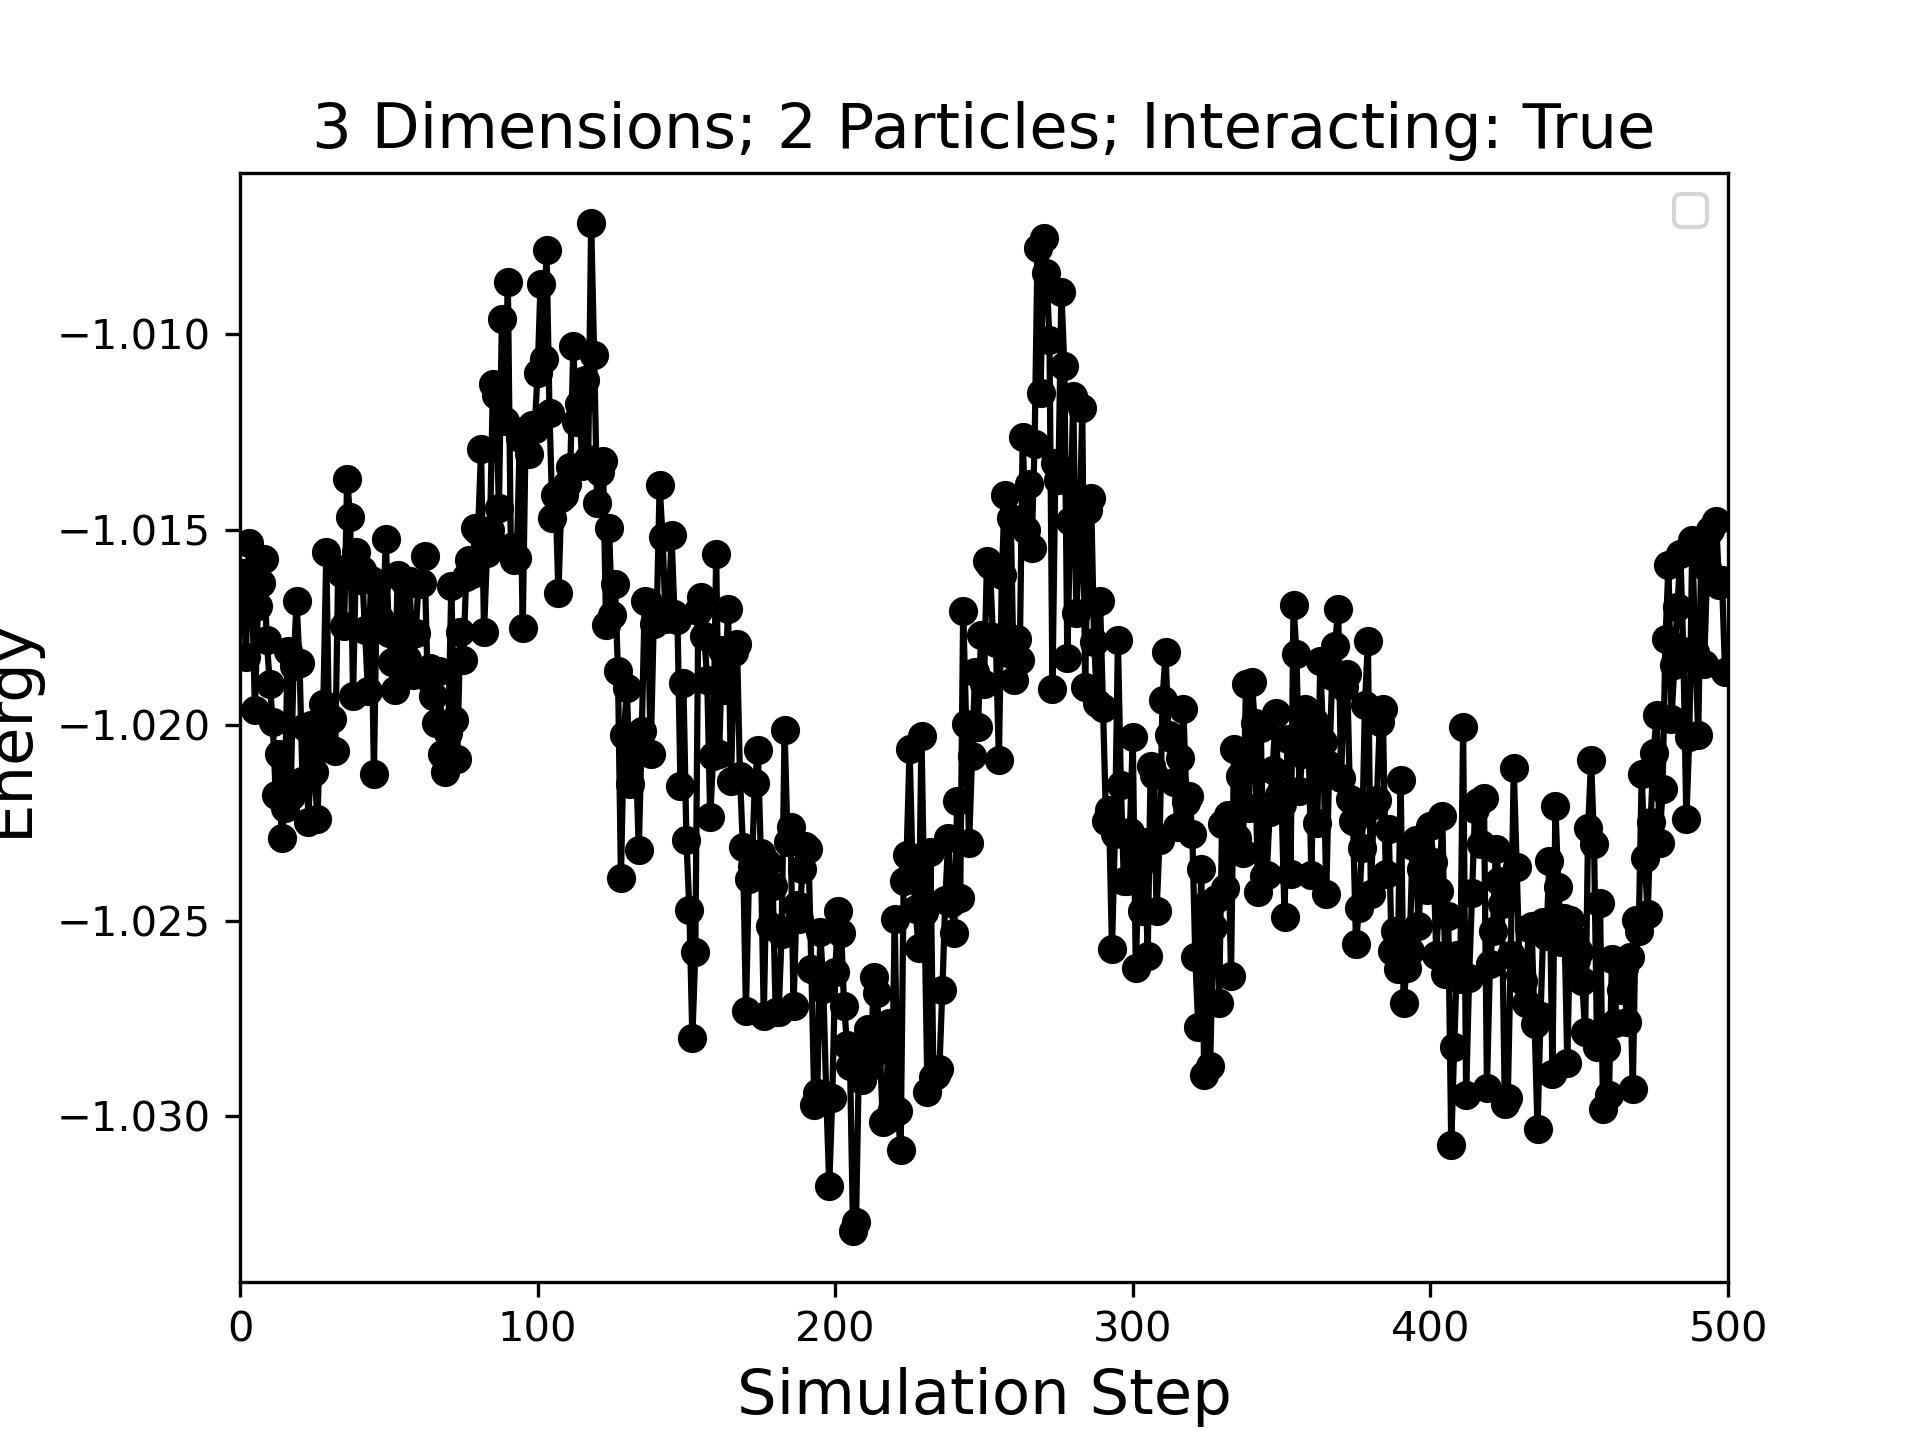 3 Dimensions; 2 Particles; Interacting: True
−1.010
−1.015
−1.020
−1.025
−1.030
Energy
0 100 200 300 400 500
Simulation Step